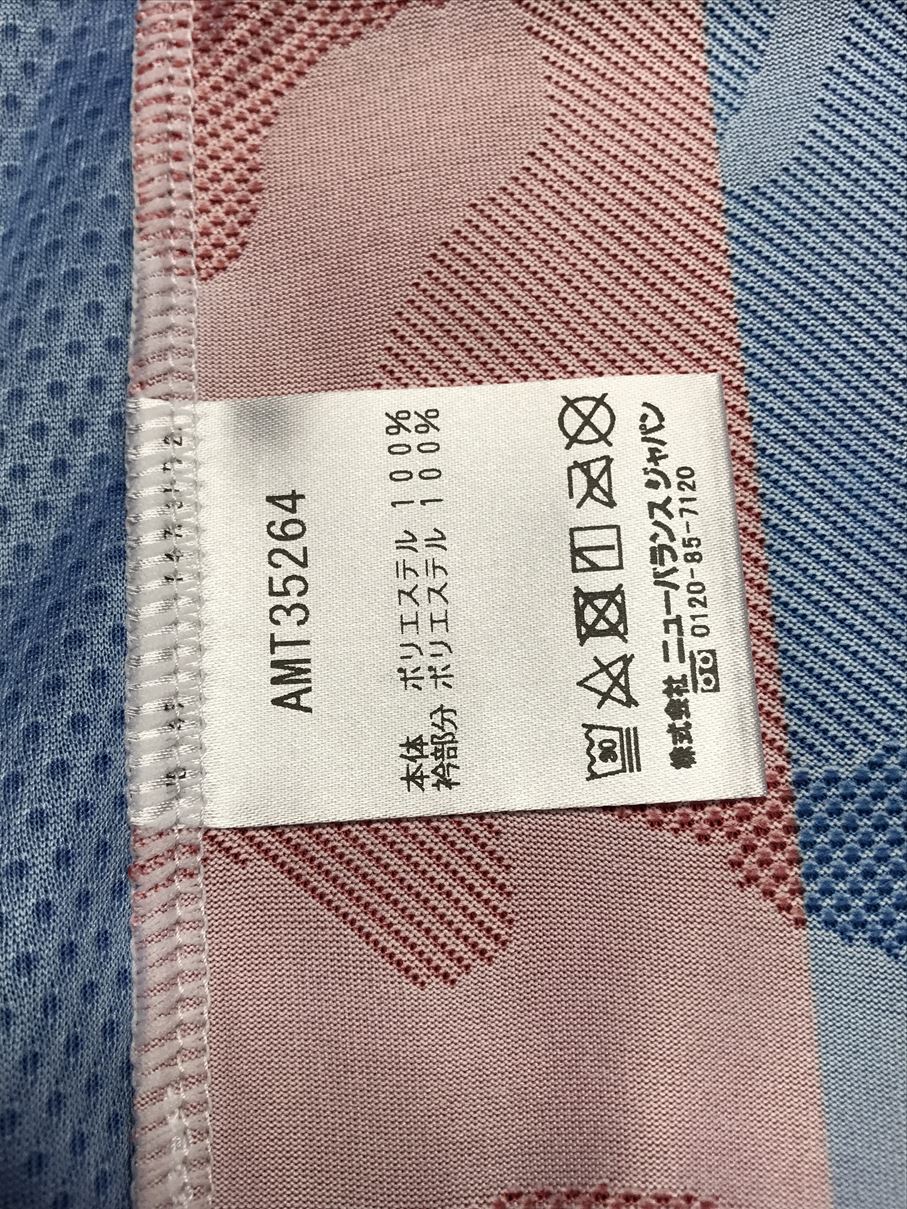 AMT35264
本体 ポリエステル 100%
衿部分 ポリエステル 100%
30
株式会社 ニューバランス ジャパン
0120-85-7120